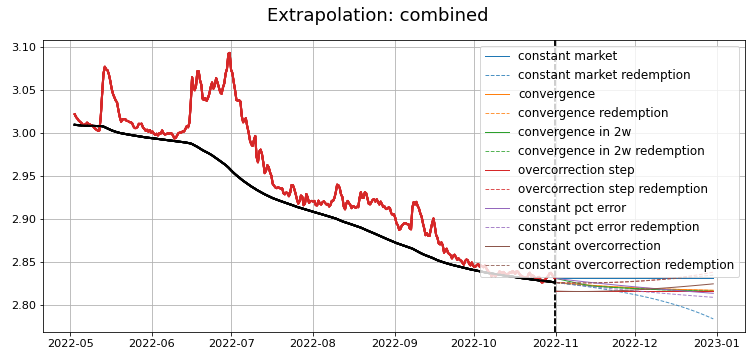 Extrapolation: combined
3.10
3.05
3.00
2.95
2.90
2.85
2.80
constant market
constant market redemption
convergence
convergence redemption
convergence in 2w
convergence in 2w redemption
overcorrection step
overcorrection step redemption
constant pct error
constant pct error redemption
constant overcorrection
constant overcorrection redemption
2022-05 2022-06 2022-07 2022-08 2022-09 2022-10 2022-11 2022-12 2023-01